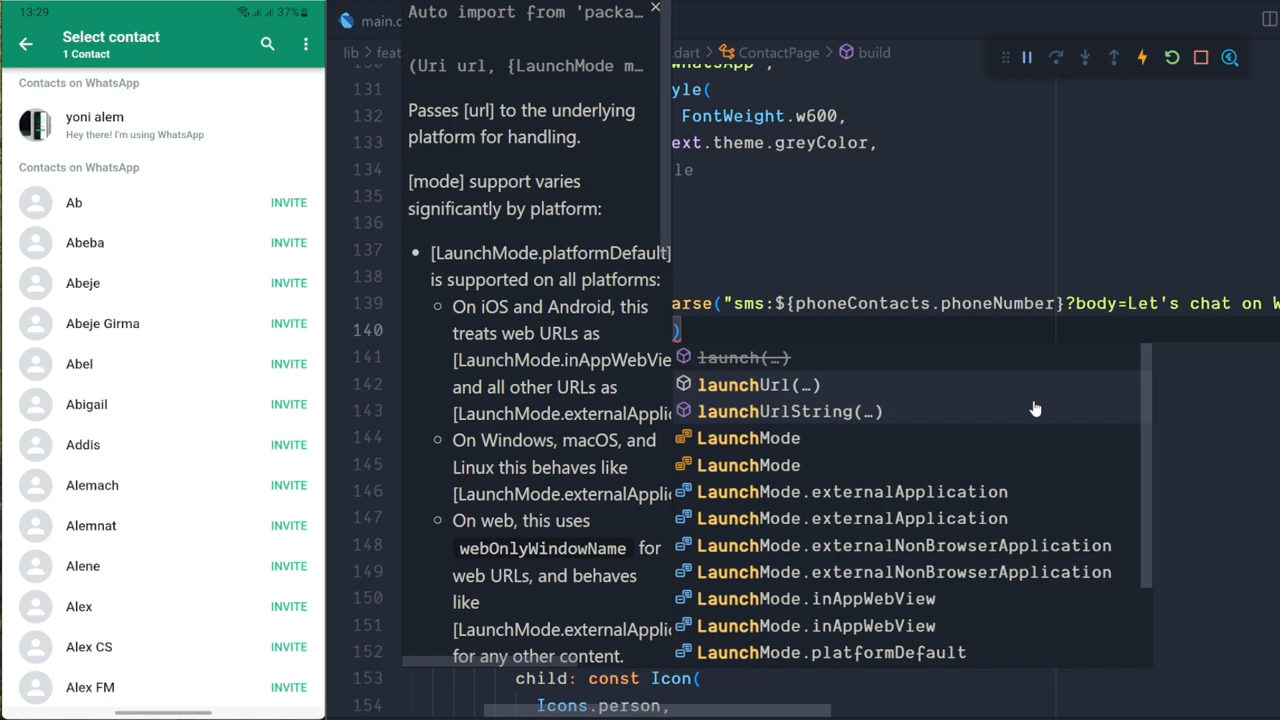 13:29
37%
Select contact
1 Contact
Contacts on WhatsApp
yoni alem
Hey there! I'm using WhatsApp
Contacts on WhatsApp
Ab INVITE
Abeba INVITE
Abeje INVITE
Abeje Girma INVITE
Abel INVITE
Abigail INVITE
Addis INVITE
Alemach INVITE
Alemnat INVITE
Alene INVITE
Alex INVITE
Alex CS INVITE
Alex FM INVITE
main.
lib > feat
.dart > ContactPage > build
Auto import from 'packa…
(Uri url, {LaunchMode m…
Passes [url] to the underlying
platform for handling.
[mode] support varies
significantly by platform:
[LaunchMode.platformDefault]
is supported on all platforms:
On iOS and Android, this
treats web URLs as
[LaunchMode.inAppWebVie
and all other URLs as
[LaunchMode.externalApplic
On Windows, macOS, and
Linux this behaves like
[LaunchMode.externalApplic
On web, this uses
webOnlyWindowName for
web URLs, and behaves
like
[LaunchMode.externalApplic
for any other content.
131 yle(
132 FontWeight.w600,
133 ext.theme.greyColor,
134 le
135
136
137
138
139 arse("sms:${phoneContacts.phoneNumber}?body=Let's chat on W
140 )
141
142
143
144
145
146
147
148
149
150
151
152
153 child: const Icon(
154 Icons.person,
launch(…)
launchUrl(…)
launchUrlString(…)
LaunchMode
LaunchMode
LaunchMode.externalApplication
LaunchMode.externalApplication
LaunchMode.externalNonBrowserApplication
LaunchMode.externalNonBrowserApplication
LaunchMode.inAppWebView
LaunchMode.inAppWebView
LaunchMode.platformDefault